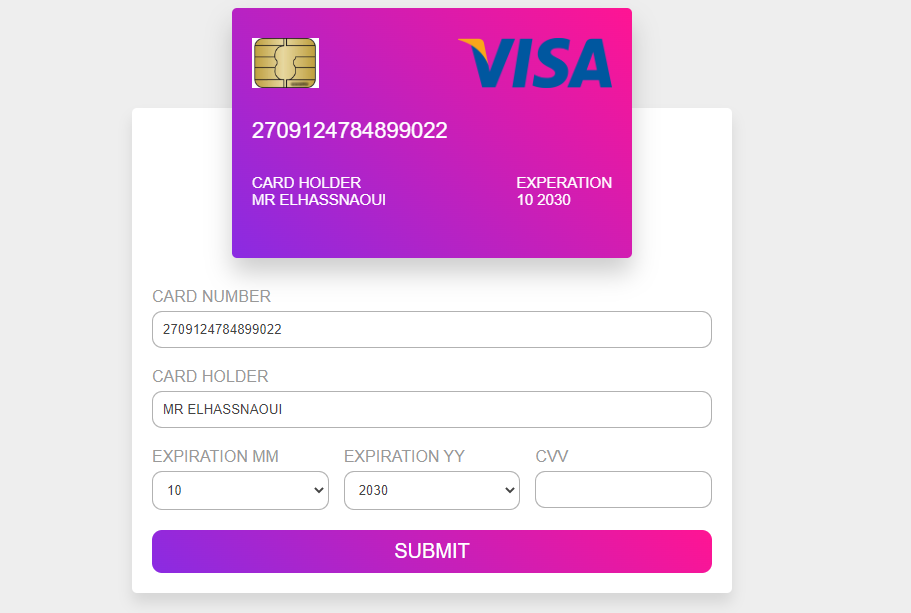 VISA
2709124784899022
CARD HOLDER
MR ELHASSNAOUI
EXPERATION
10 2030
CARD NUMBER
2709124784899022
CARD HOLDER
MR ELHASSNAOUI
EXPIRATION MM
EXPIRATION YY
CVV
10
2030
SUBMIT